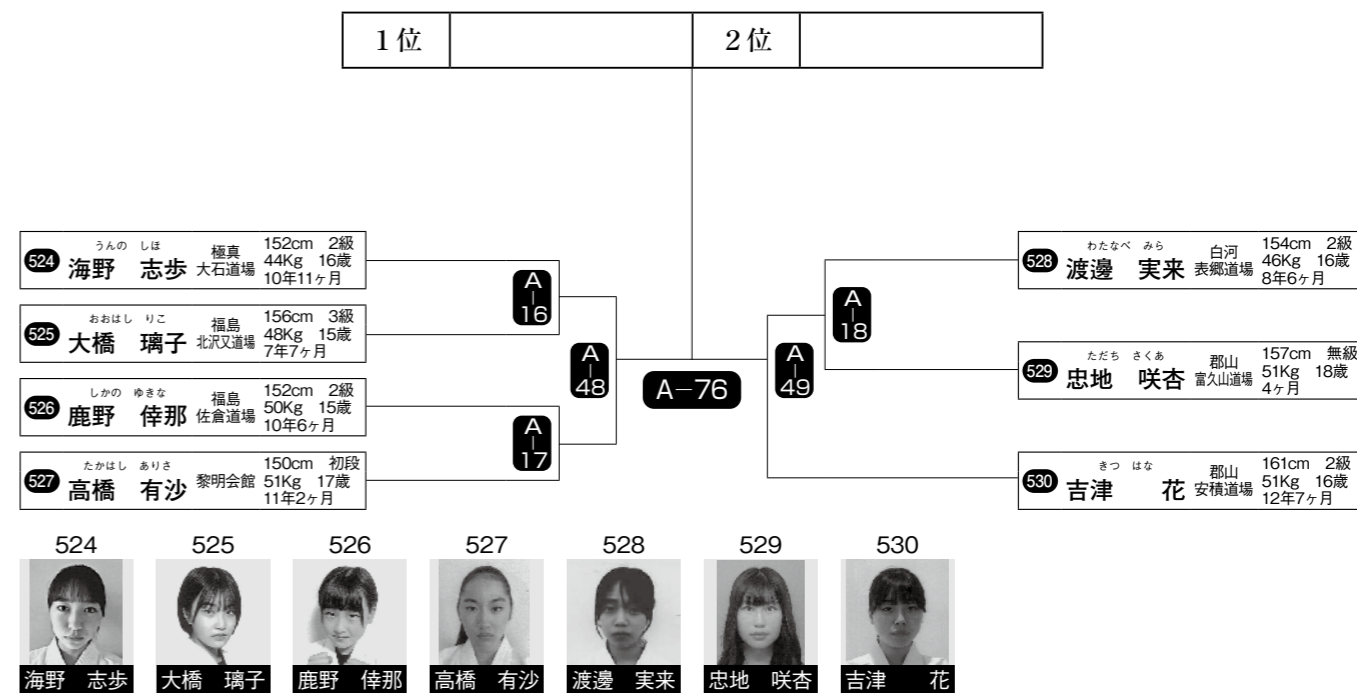 1位 2位
うんの しほ
524 海野 志歩 極真 大石道場 152cm 2級
44Kg 16歳
10年11ヶ月
おおはし りこ
525 大橋 璃子 福島 北沢又道場 156cm 3級
48Kg 15歳
7年7ヶ月
しかの ゆきな
526 鹿野 倖那 福島 佐倉道場 152cm 2級
50Kg 15歳
10年6ヶ月
たかはし ありさ
527 高橋 有沙 黎明会館 150cm 初段
51Kg 17歳
11年2ヶ月
A-16
A-17
A-48
A-76
A-49
A-18
わたなべ みら
528 渡邊 実来 白河 表郷道場 154cm 2級
46Kg 16歳
8年6ヶ月
ただち さくあ
529 忠地 咲杏 郡山 富久山道場 157cm 無級
51Kg 18歳
4ヶ月
きつ はな
530 吉津 花 郡山 安積道場 161cm 2級
51Kg 16歳
12年7ヶ月
524 525 526 527 528 529 530
海野 志歩 大橋 璃子 鹿野 倖那 高橋 有沙 渡邊 実来 忠地 咲杏 吉津 花